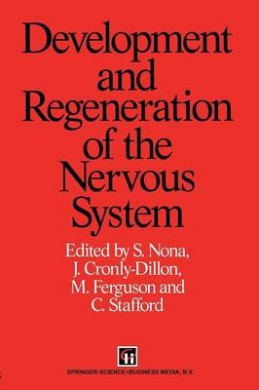 Development
and
Regeneration
of the
Nervous
System
Edited by S. Nona,
J. Cronly-Dillon,
M. Ferguson and
C. Stafford
SPRINGER-SCIENCE+BUSINESS MEDIA, B.V.